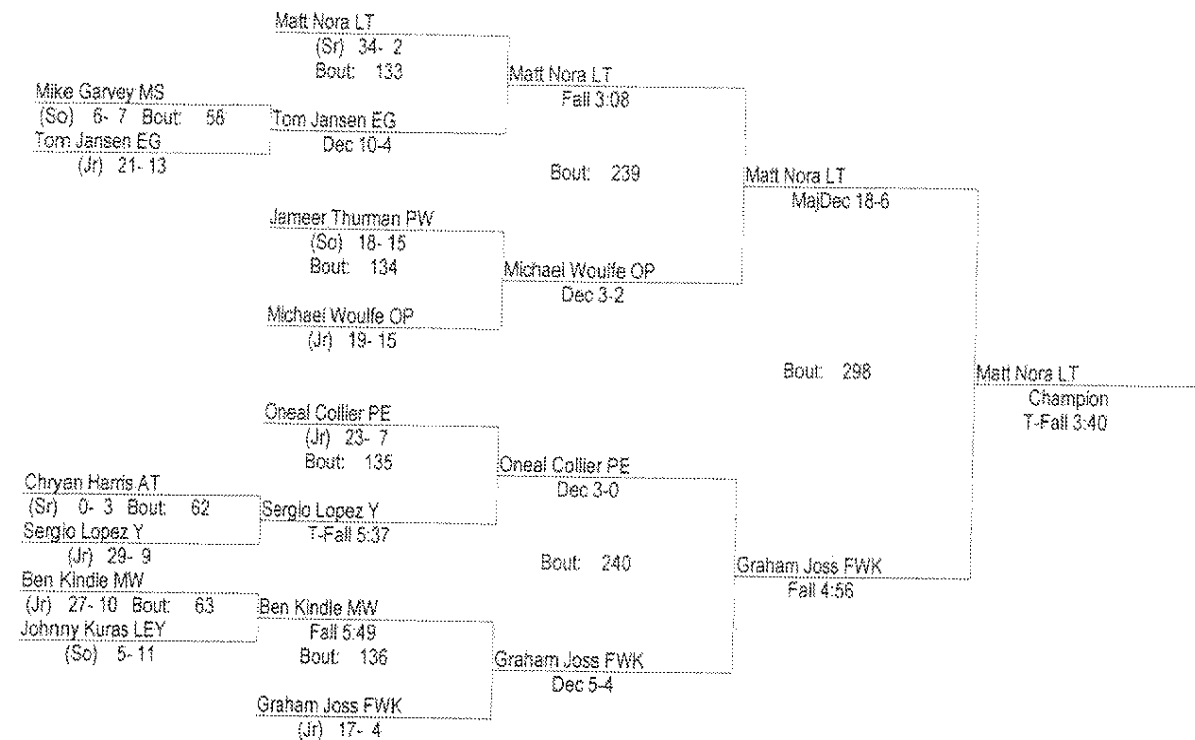 Matt Nora LT
(Sr) 34- 2
Bout: 133
Matt Nora LT
Fall 3:08
Mike Garvey MS
(So) 6- 7 Bout: 56
Tom Jansen EG
Dec 10-4
Tom Jansen EG
(Jr) 21- 13
Bout: 239
Matt Nora LT
MajDec 18-6
Jameer Thurman PW
(So) 18- 15
Bout: 134
Michael Woulfe OP
Dec 3-2
Michael Woulfe OP
(Jr) 19- 15
Bout: 298
Matt Nora LT
Champion
T-Fall 3:40
Oneal Collier PE
(Jr) 23- 7
Bout: 135
Oneal Collier PE
Dec 3-0
Chryan Harris AT
(Sr) 0- 3 Bout: 62
Sergio Lopez Y
T-Fall 5:37
Sergio Lopez Y
(Jr) 29- 9
Bout: 240
Graham Joss FWK
Fall 4:56
Ben Kindle MW
(Jr) 27- 10 Bout: 63
Ben Kindle MW
Fall 5:49
Johnny Kuras LEY
(So) 5- 11
Bout: 136
Graham Joss FWK
Dec 5-4
Graham Joss FWK
(Jr) 17- 4